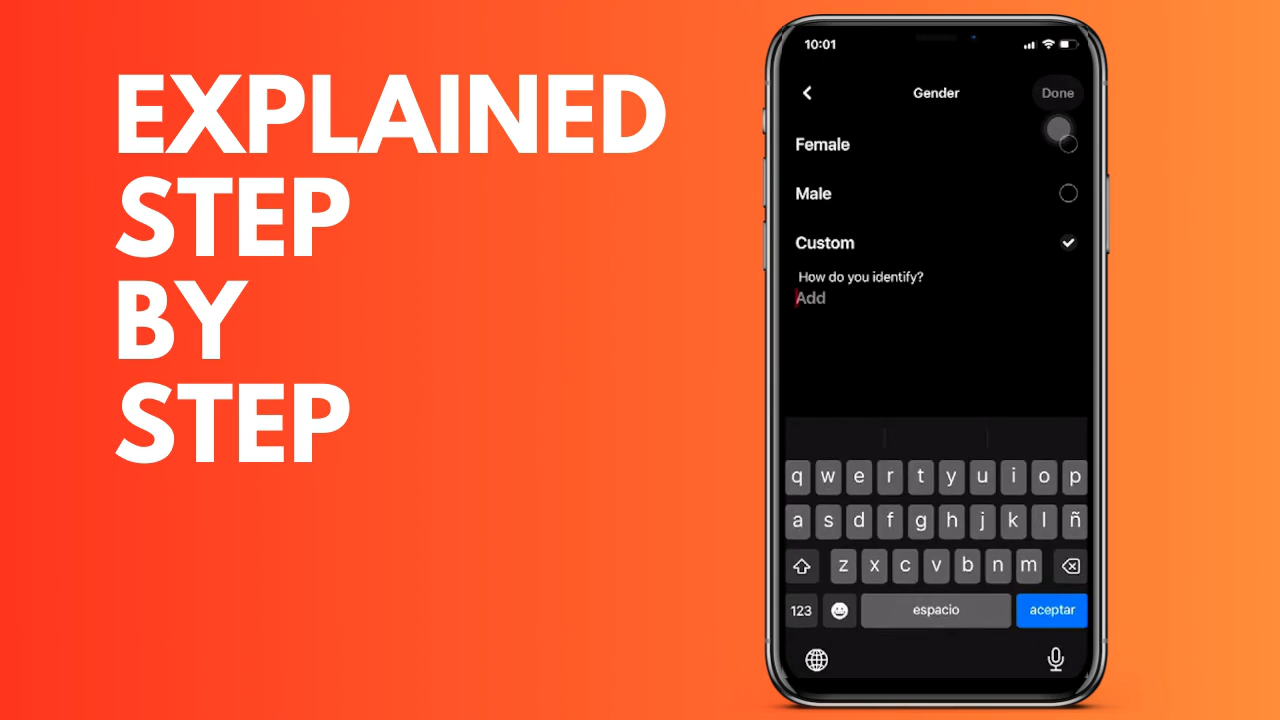 EXPLAINED
STEP
BY
STEP
10:01
Gender
Done
Female
Male
Custom
How do you identify?
Add
q w e r t y u i o p
a s d f g h j k l ñ
z x c v b n m
123
espacio
aceptar